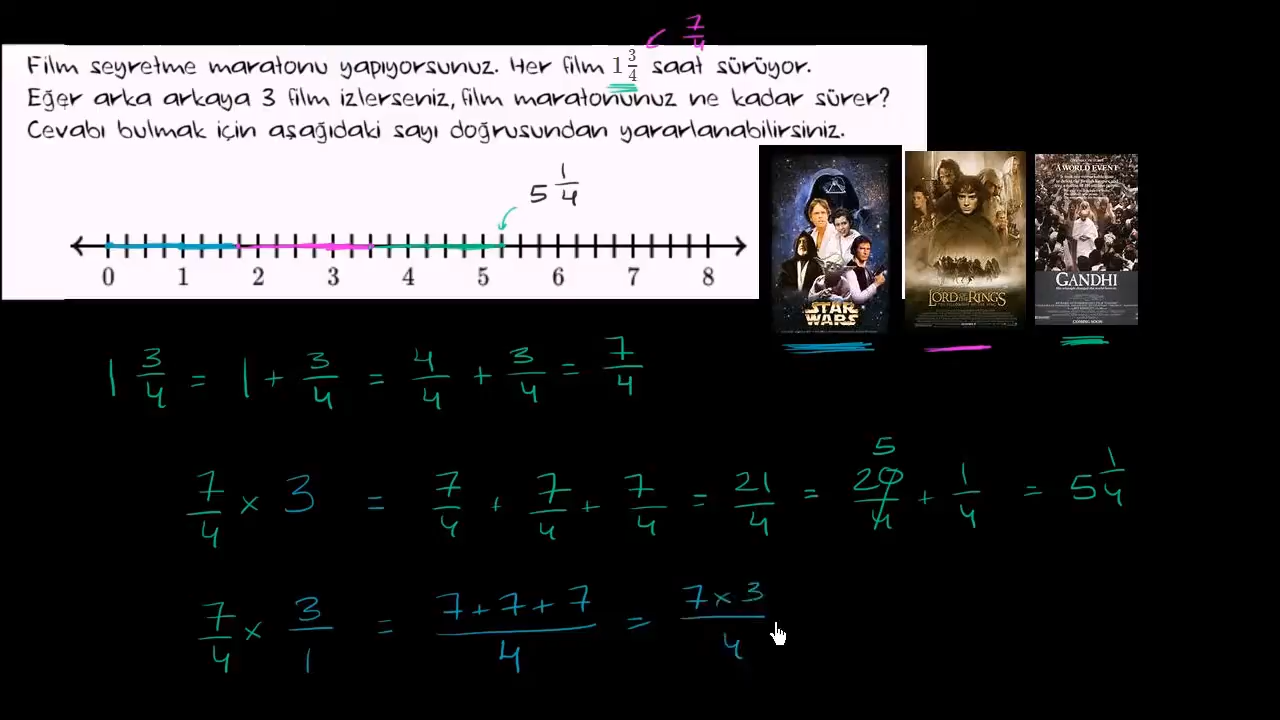 7/4
Film seyretme maratonu yapıyorsunuz. Her film 1 3/4 saat sürüyor.
Eğer arka arkaya 3 film izlerseniz, film maratonunuz ne kadar sürer?
Cevabı bulmak için aşağıdaki sayı doğrusundan yararlanabilirsiniz.
5 1/4
0 1 2 3 4 5 6 7 8
STAR WARS
THE LORD OF THE RINGS
A WORLD EVENT
GANDHI
COMING SOON
1 3/4 = 1 + 3/4 = 4/4 + 3/4 = 7/4
5
7/4 × 3 = 7/4 + 7/4 + 7/4 = 21/4 = 20/4 + 1/4 = 5 1/4
7/4 × 3/1 = 7+7+7/4 = 7×3/4